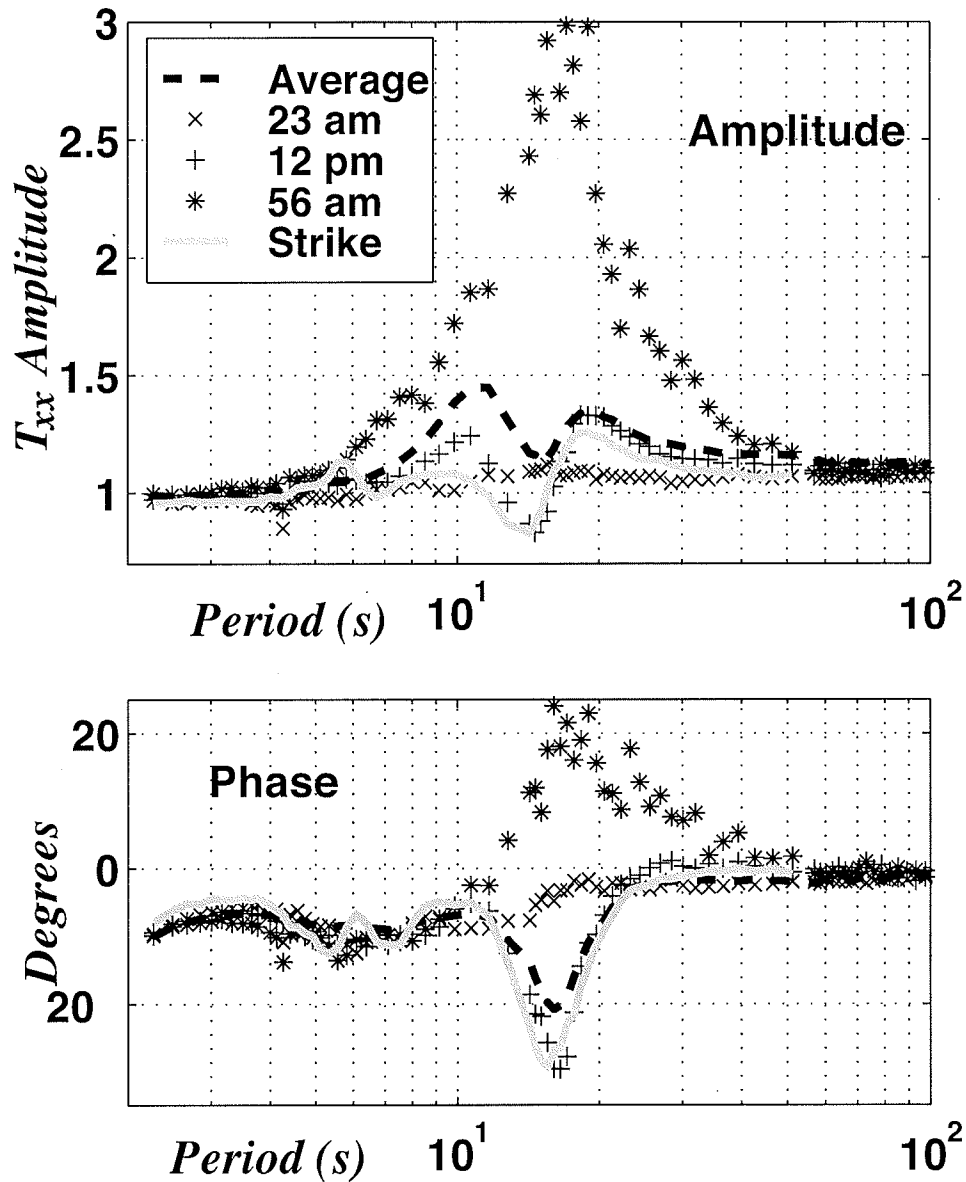 3
2.5
2
1.5
1
T_xx Amplitude
Average
23 am
12 pm
56 am
Strike
Amplitude
Period (s)
10^1
10^2
20
0
20
Degrees
Phase
Period (s)
10^1
10^2